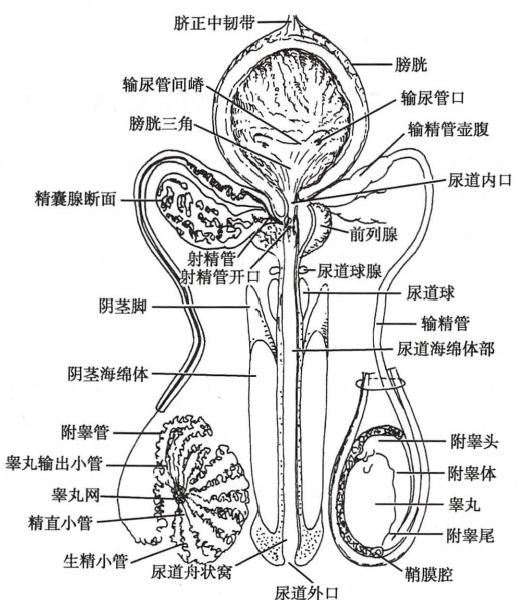 脐正中韧带
膀胱
输尿管间嵴
输尿管口
膀胱三角
输精管壶腹
尿道内口
精囊腺断面
前列腺
射精管
射精管开口
尿道球腺
尿道球
阴茎脚
输精管
尿道海绵体部
阴茎海绵体
附睾管
附睾头
睾丸输出小管
附睾体
睾丸网
睾丸
精直小管
附睾尾
生精小管
尿道舟状窝
鞘膜腔
尿道外口